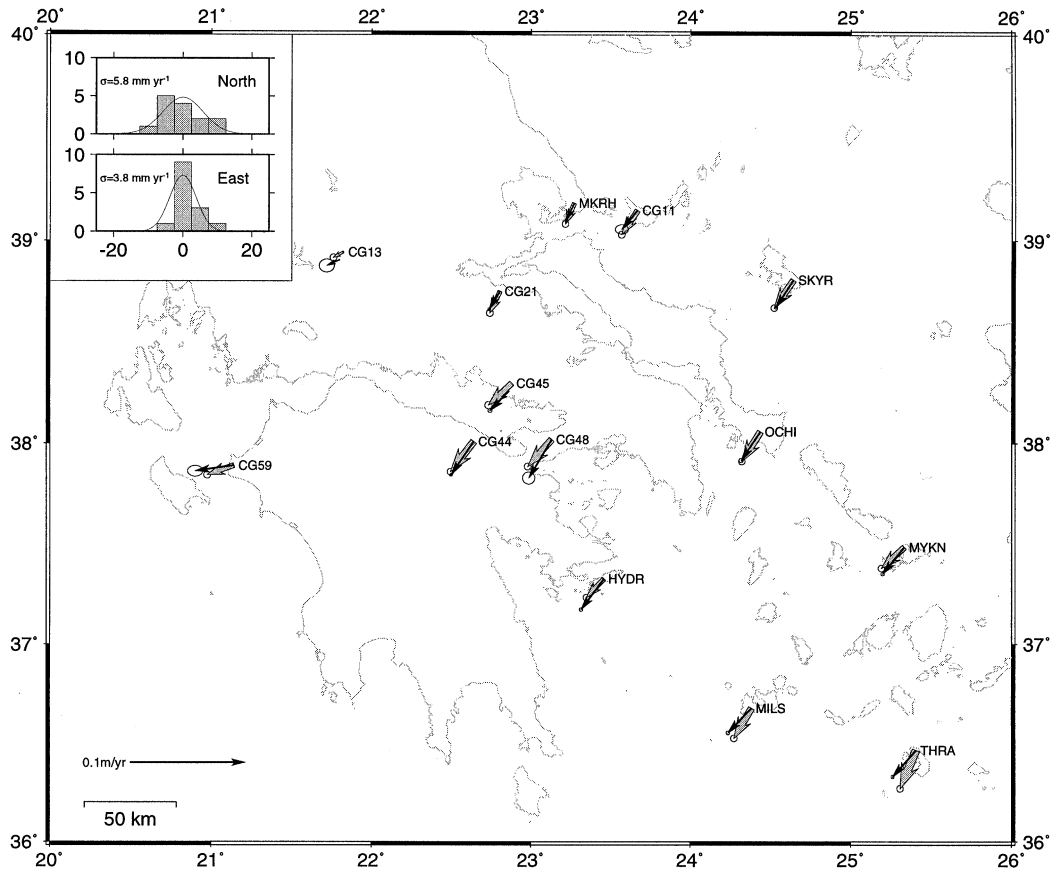 20° 21° 22° 23° 24° 25° 26°
40° 40°
10
σ=5.8 mm yr⁻¹ North
5
0
10
σ=3.8 mm yr⁻¹ East
5
0
-20 0 20
MKRH
CG11
39° 39°
CG13
SKYR
CG21
CG45
OCHI
CG44
CG48
38° 38°
CG59
MYKN
HYDR
37° 37°
MILS
THRA
0.1m/yr
50 km
36° 36°
20° 21° 22° 23° 24° 25° 26°